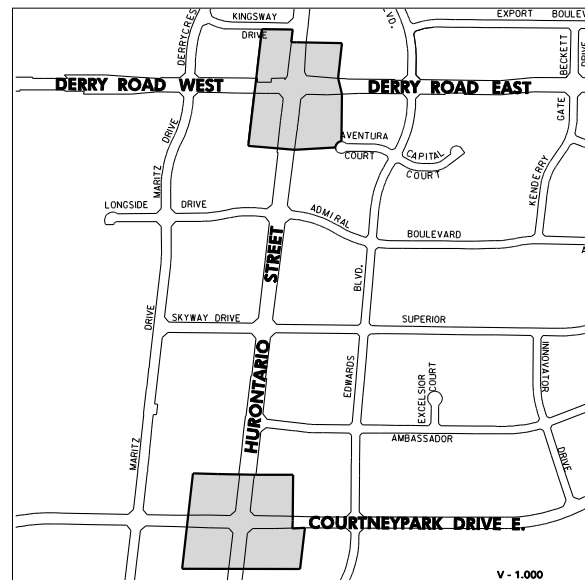 KINGSWAY
DRIVE
DERRYCRES
BLVD.
EXPORT BOULEV
BECKETT
DRIVE
DERRY ROAD WEST
DERRY ROAD EAST
GATE
DRIVE
MARITZ
AVENTURA
COURT
CAPITAL
COURT
KENDERRY
LONGSIDE DRIVE
ADMIRAL
BOULEVARD
A
STREET
BLVD.
DRIVE
SKYWAY DRIVE
SUPERIOR
HURONTARIO
EDWARDS
EXCELSIOR
COURT
INNOVATOR
AMBASSADOR
MARITZ
DRIVE
COURTNEYPARK DRIVE E.
V - 1.000